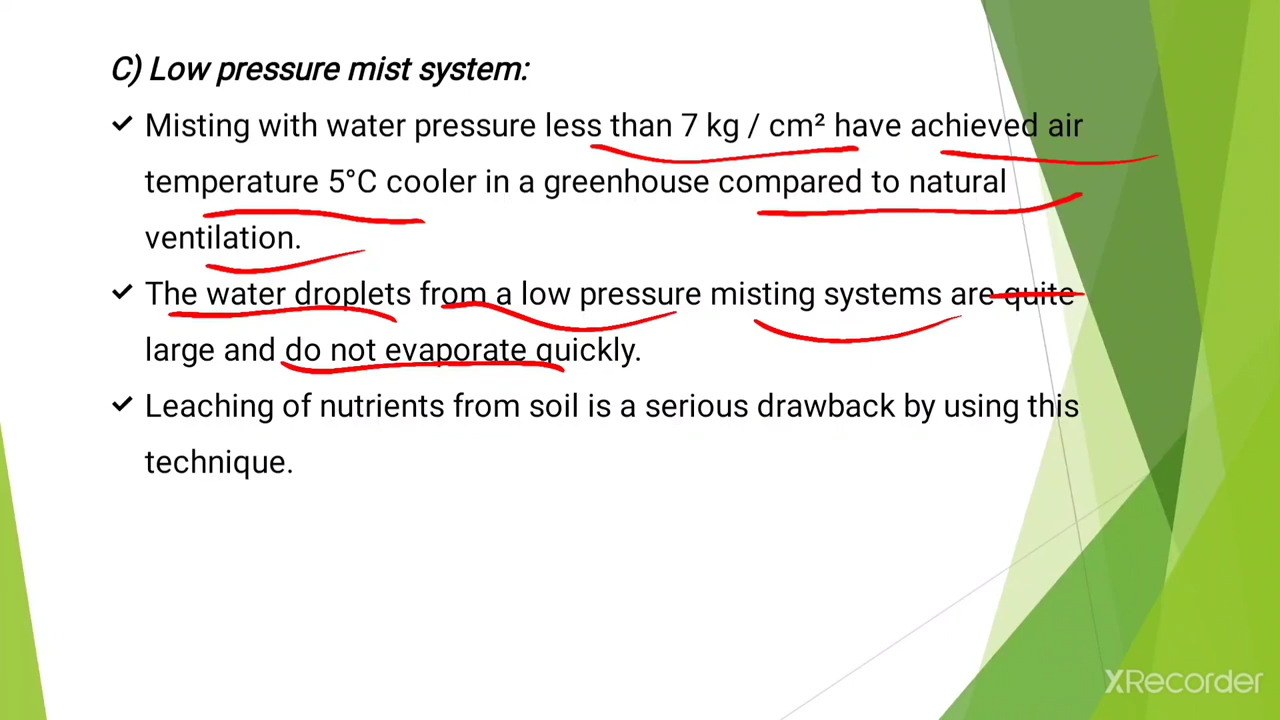 C) Low pressure mist system:
✓ Misting with water pressure less than 7 kg / cm² have achieved air
temperature 5°C cooler in a greenhouse compared to natural
ventilation.
✓ The water droplets from a low pressure misting systems are quite
large and do not evaporate quickly.
✓ Leaching of nutrients from soil is a serious drawback by using this
technique.
XRecorder